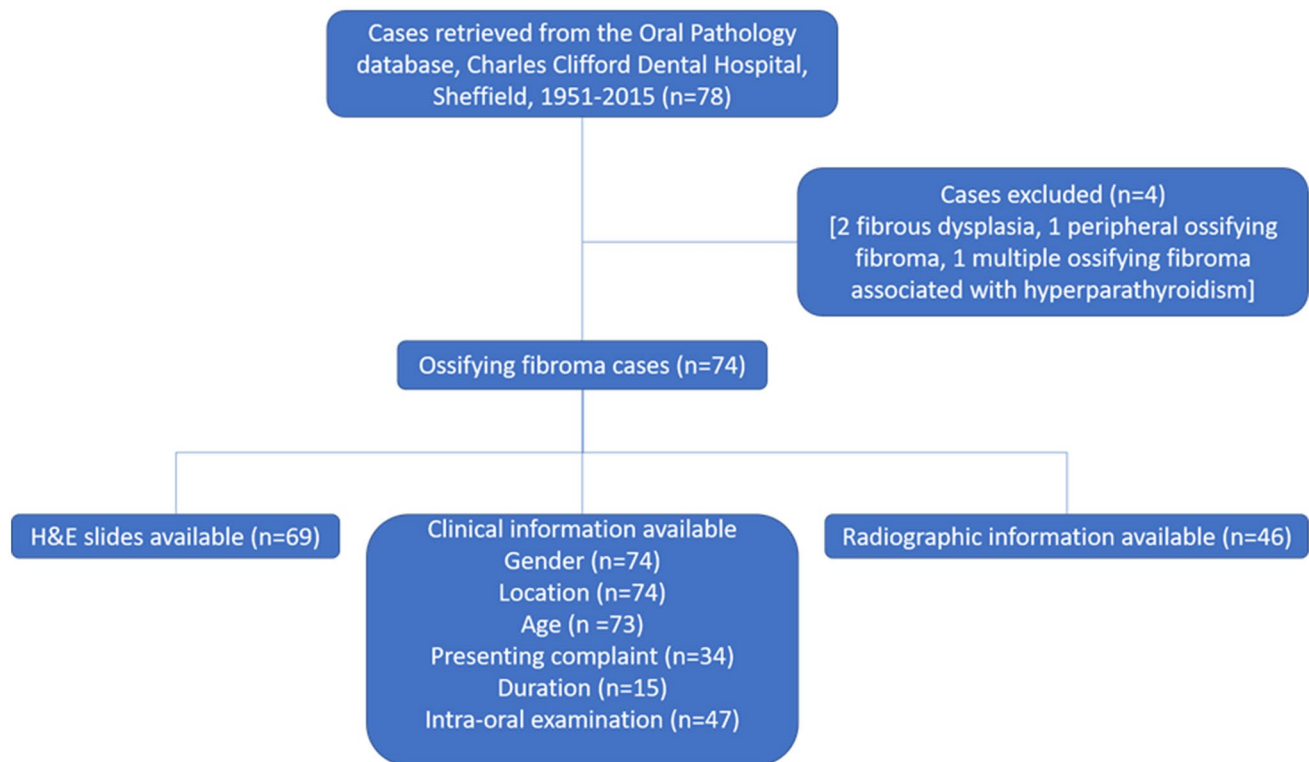 Cases retrieved from the Oral Pathology
database, Charles Clifford Dental Hospital,
Sheffield, 1951-2015 (n=78)
Cases excluded (n=4)
[2 fibrous dysplasia, 1 peripheral ossifying
fibroma, 1 multiple ossifying fibroma
associated with hyperparathyroidism]
Ossifying fibroma cases (n=74)
H&E slides available (n=69)
Clinical information available
Gender (n=74)
Location (n=74)
Age (n =73)
Presenting complaint (n=34)
Duration (n=15)
Intra-oral examination (n=47)
Radiographic information available (n=46)